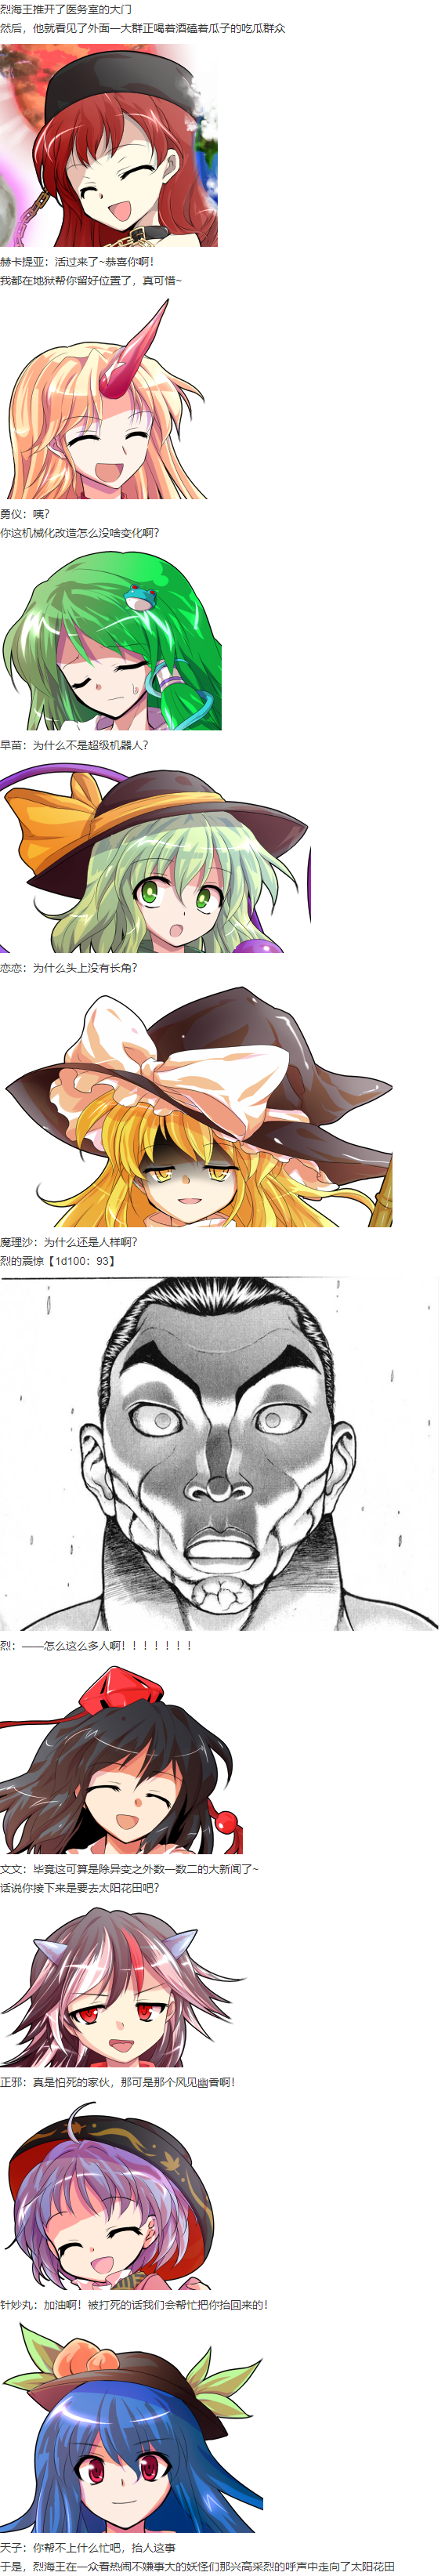 烈海王推开了医务室的大门
然后，他就看见了外面一大群正喝着酒磕着瓜子的吃瓜群众
赫卡提亚：活过来了~恭喜你啊！
我都在地狱帮你留好位置了，真可惜~
勇仪：咦？
你这机械化改造怎么没啥变化啊？
早苗：为什么不是超级机器人？
恋恋：为什么头上没有长角？
魔理沙：为什么还是人样啊？
烈的震惊【1d100：93】
烈：——怎么这么多人啊！！！！！！！
文文：毕竟这可算是除异变之外数一数二的大新闻了~
话说你接下来是要去太阳花田吧？
正邪：真是怕死的家伙，那可是那个风见幽香啊！
针妙丸：加油啊！被打死的话我们会帮忙把你抬回来的！
天子：你帮不上什么忙吧，抬人这事
于是，烈海王在一众看热闹不嫌事大的妖怪们那兴高采烈的呼声中走向了太阳花田